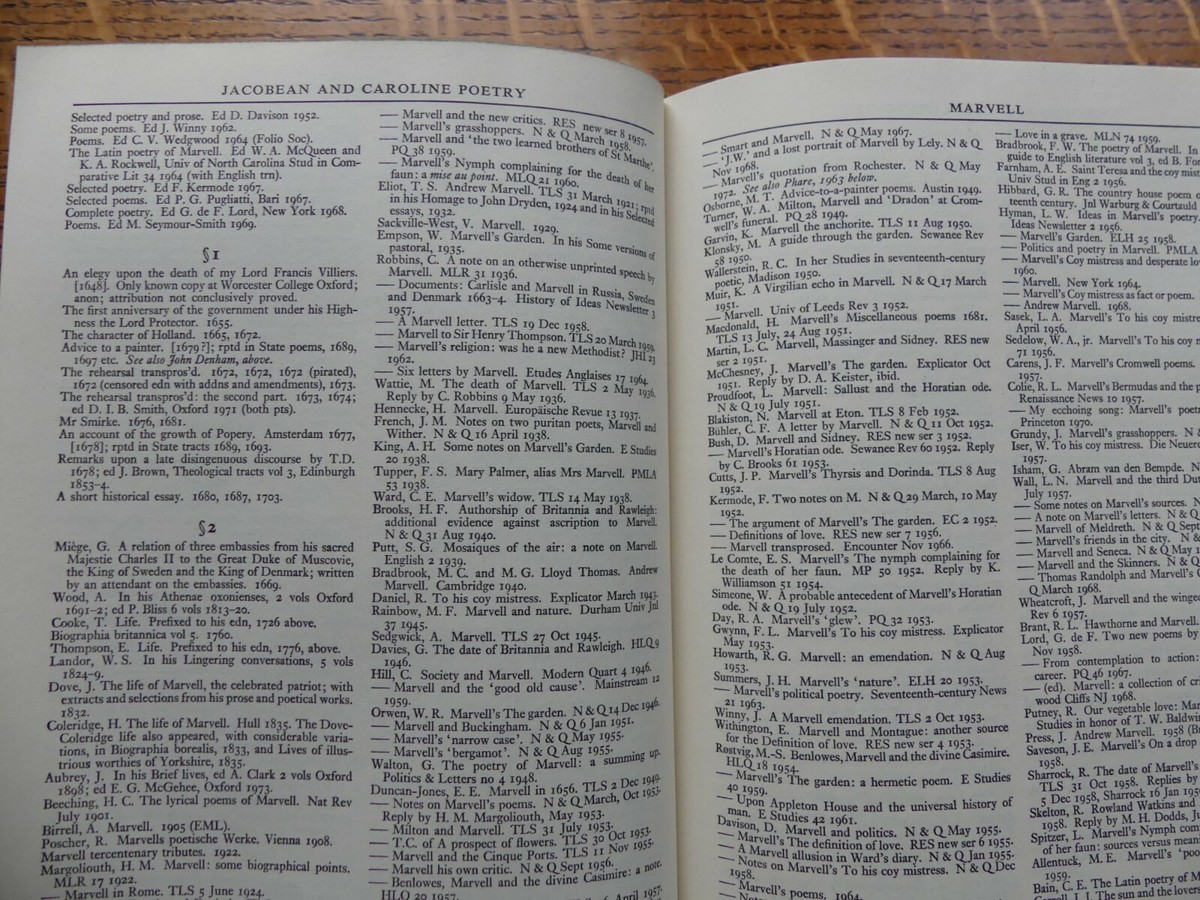 JACOBEAN AND CAROLINE POETRY
Selected poetry and prose. Ed D. Davison 1952.
Some poems. Ed J. Winny 1962.
Poems. Ed C. V. Wedgwood 1964 (Folio Soc).
The Latin poetry of Marvell. Ed W. A. McQueen and
K. A. Rockwell, Univ of North Carolina Stud in Com-
parative Lit 34 1964 (with English trn).
Selected poetry. Ed F. Kermode 1967.
Selected poems. Ed P. G. Pugliatti, Bari 1967.
Complete poetry. Ed G. de F. Lord, New York 1968.
Poems. Ed M. Seymour-Smith 1969.
§1
An elegy upon the death of my Lord Francis Villiers.
[1648]. Only known copy at Worcester College Oxford;
anon; attribution not conclusively proved.
The first anniversary of the government under his High-
ness the Lord Protector. 1655.
The character of Holland. 1665, 1672.
Advice to a painter. [1679?]; rptd in State poems, 1689,
1697 etc. See also John Denham, above.
The rehearsal transpros'd. 1672, 1672, 1672 (pirated),
1672 (censored edn with addns and amendments), 1673.
The rehearsal transpros'd: the second part. 1673, 1674;
ed D. I. B. Smith, Oxford 1971 (both pts).
Mr Smirke. 1676, 1681.
An account of the growth of Popery. Amsterdam 1677,
[1678]; rptd in State tracts 1689, 1693.
Remarks upon a late disingenuous discourse by T.D.
1678; ed J. Brown, Theological tracts vol 3, Edinburgh
1853–4.
A short historical essay. 1680, 1687, 1703.
§2
Miège, G. A relation of three embassies from his sacred
Majestie Charles II to the Great Duke of Muscovie,
the King of Sweden and the King of Denmark; written
by an attendant on the embassies. 1669.
Wood, A. In his Athenae oxonienses, 2 vols Oxford
1691–2; ed P. Bliss 6 vols 1813–20.
Cooke, T. Life. Prefixed to his edn, 1726 above.
Biographia britannica vol 5. 1760.
Thompson, E. Life. Prefixed to his edn, 1776, above.
Landor, W. S. In his Lingering conversations, 5 vols
1824–9.
Dove, J. The life of Marvell, the celebrated patriot; with
extracts and selections from his prose and poetical works.
1832.
Coleridge, H. The life of Marvell. Hull 1835. The Dove–
Coleridge life also appeared, with considerable varia-
tions, in Biographia borealis, 1833, and Lives of illus-
trious worthies of Yorkshire, 1835.
Aubrey, J. In his Brief lives, ed A. Clark 2 vols Oxford
1898; ed E. G. McGehee, Oxford 1973.
Beeching, H. C. The lyrical poems of Marvell. Nat Rev
July 1901.
Birrell, A. Marvell. 1905 (EML).
Poscher, R. Marvells poetische Werke. Vienna 1908.
Marvell tercentenary tributes. 1922.
Margoliouth, H. M. Marvell: some biographical points.
MLR 17 1922.
— Marvell in Rome. TLS 5 June 1924.
— Marvell and the new critics. RES new ser 8 1957.
— Marvell's grasshoppers. N & Q March 1958.
— Marvell and 'the two learned brothers of St Marthe'.
PQ 38 1959.
— Marvell's Nymph complaining for the death of her
faun: a mise au point. MLQ 21 1960.
Eliot, T. S. Andrew Marvell. TLS 31 March 1921; rptd
in his Homage to John Dryden, 1924 and in his Selected
essays, 1932.
Sackville-West, V. Marvell. 1929.
Empson, W. Marvell's Garden. In his Some versions of
pastoral, 1935.
Robbins, C. A note on an otherwise unprinted speech by
Marvell. MLR 31 1936.
— Documents: Carlisle and Marvell in Russia, Sweden
and Denmark 1663–4. History of Ideas Newsletter 3
1957.
— A Marvell letter. TLS 19 Dec 1958.
— Marvell to Sir Henry Thompson. TLS 20 March 1959.
— Marvell's religion: was he a new Methodist? JHI 23
1962.
— Six letters by Marvell. Etudes Anglaises 17 1964.
Wattie, M. The death of Marvell. TLS 2 May 1936.
Reply by C. Robbins 9 May 1936.
Hennecke, H. Marvell. Europäische Revue 13 1937.
French, J. M. Notes on two puritan poets, Marvell and
Wither. N & Q 16 April 1938.
King, A. H. Some notes on Marvell's Garden. E Studies
20 1938.
Tupper, F. S. Mary Palmer, alias Mrs Marvell. PMLA
53 1938.
Ward, C. E. Marvell's widow. TLS 14 May 1938.
Brooks, H. F. Authorship of Britannia and Rawleigh:
additional evidence against ascription to Marvell.
N & Q 31 Aug 1940.
Putt, S. G. Mosaiques of the air: a note on Marvell.
English 2 1939.
Bradbrook, M. C. and M. G. Lloyd Thomas. Andrew
Marvell. Cambridge 1940.
Daniel, R. To his coy mistress. Explicator March 1943.
Rainbow, M. F. Marvell and nature. Durham Univ Jnl
37 1945.
Sedgwick, A. Marvell. TLS 27 Oct 1945.
Davies, G. The date of Britannia and Rawleigh. HLQ 9
1946.
Hill, C. Society and Marvell. Modern Quart 4 1946.
— Marvell and the 'good old cause'. Mainstream 12
1959.
Orwen, W. R. Marvell's The garden. N & Q 14 Dec 1946.
— Marvell and Buckingham. N & Q 6 Jan 1951.
— Marvell's 'narrow case'. N & Q May 1955.
— Marvell's 'bergamot'. N & Q Aug 1955.
Walton, G. The poetry of Marvell: a summing up.
Politics & Letters no 4 1948.
Duncan-Jones, E. E. Marvell in 1656. TLS 2 Dec 1949.
— Notes on Marvell's poems. N & Q March, Oct 1953.
Reply by H. M. Margoliouth, May 1953.
— Milton and Marvell. TLS 31 July 1953.
— T.C. of A prospect of flowers. TLS 30 Oct 1953.
— Marvell and the Cinque Ports. TLS 11 Nov 1955.
— Marvell his own critic. N & Q Sept 1956.
— Benlowes, Marvell and the divine Casimire: a note.
HLQ 20 1957.
6 April 1957.
MARVELL
— Smart and Marvell. N & Q May 1967.
— 'J.W.' and a lost portrait of Marvell by Lely. N & Q
Nov 1968.
— Marvell's quotation from Rochester. N & Q May
1972. See also Phare, 1963 below.
Osborne, M. T. Advice-to-a-painter poems. Austin 1949.
Turner, W. A. Milton, Marvell and 'Dradon' at Crom-
well's funeral. PQ 28 1949.
Garvin, K. Marvell the anchorite. TLS 11 Aug 1950.
Klonsky, M. A guide through the garden. Sewanee Rev
58 1950.
Wallerstein, R. C. In her Studies in seventeenth-century
poetic, Madison 1950.
Muir, K. A Virgilian echo in Marvell. N & Q 17 March
1951.
— Marvell. Univ of Leeds Rev 3 1952.
Macdonald, H. Marvell's Miscellaneous poems 1681.
TLS 13 July, 24 Aug 1951.
Martin, L. C. Marvell, Massinger and Sidney. RES new
ser 2 1951.
McChesney, J. Marvell's The garden. Explicator Oct
1951. Reply by D. A. Keister, ibid.
Proudfoot, L. Marvell: Sallust and the Horatian ode.
N & Q 19 July 1951.
Blakiston, N. Marvell at Eton. TLS 8 Feb 1952.
Bühler, C. F. A letter by Marvell. N & Q 11 Oct 1952.
Bush, D. Marvell and Sidney. RES new ser 3 1952.
— Marvell's Horatian ode. Sewanee Rev 60 1952. Reply
by C. Brooks 61 1953.
Cutts, J. P. Marvell's Thyrsis and Dorinda. TLS 8 Aug
1952.
Kermode, F. Two notes on M. N & Q 29 March, 10 May
1952.
— The argument of Marvell's The garden. EC 2 1952.
— Definitions of love. RES new ser 7 1956.
— Marvell transposed. Encounter Nov 1966.
Le Comte, E. S. Marvell's The nymph complaining for
the death of her faun. MP 50 1952. Reply by K.
Williamson 51 1954.
Simeone, W. A probable antecedent of Marvell's Horatian
ode. N & Q 19 July 1952.
Day, R. A. Marvell's 'glew'. PQ 32 1953.
Gwynn, F. L. Marvell's To his coy mistress. Explicator
May 1953.
Howarth, R. G. Marvell: an emendation. N & Q Aug
1953.
Summers, J. H. Marvell's 'nature'. ELH 20 1953.
— Marvell's political poetry. Seventeenth-century News
21 1963.
Winny, J. A Marvell emendation. TLS 2 Oct 1953.
Withington, E. Marvell and Montague: another source
for the Definition of love. RES new ser 4 1953.
Røstvig, M.-S. Benlowes, Marvell and the divine Casimire.
HLQ 18 1954.
— Marvell's The garden: a hermetic poem. E Studies
40 1959.
— Upon Appleton House and the universal history of
man. E Studies 42 1961.
Davison, D. Marvell and politics. N & Q May 1955.
— Marvell's The definition of love. RES new ser 6 1955.
— A Marvell allusion in Ward's diary. N & Q Jan 1955.
— Notes on Marvell's To his coy mistress. N & Q Dec
1958.
— Marvell's poems. 1964.
— Love in a grave. MLN 74 1959.
Bradbrook, F. W. The poetry of Marvell. In
guide to English literature vol 3, ed B. For
Farnham, A. E. Saint Teresa and the coy mist
Univ Stud in Eng 2 1956.
Hibbard, G. R. The country house poem o
teenth century. Jnl Warburg & Courtauld
Hyman, L. W. Ideas in Marvell's poetry
Ideas Newsletter 2 1956.
— Marvell's Garden. ELH 25 1958.
— Politics and poetry in Marvell. PMLA
— Marvell's Coy mistress and desperate lo
1960.
— Marvell. New York 1964.
— Marvell's Coy mistress as fact or poem.
— Andrew Marvell. 1968.
Sasek, L. A. Marvell's To his coy mistre
April 1956.
Sedelow, W. A., jr. Marvell's To his coy m
71 1956.
Carens, J. F. Marvell's Cromwell poems.
1957.
Colie, R. L. Marvell's Bermudas and the p
Renaissance News 10 1957.
— My ecchoing song: Marvell's poet
Princeton 1970.
Grundy, J. Marvell's grasshoppers. N &
Iser, W. To his coy mistress. Die Neuere
1957.
Isham, G. Abram van den Bempde. N
Wall, L. N. Marvell and the third Dut
July 1957.
— Some notes on Marvell's sources. N
— A note on Marvell's letters. N & Q
— Marvell of Meldreth. N & Q Sept
— Marvell's friends in the city. N &
— Marvell and Seneca. N & Q May 1
— Marvell and the Skinners. N & Q
— Thomas Randolph and Marvell's C
Q March 1968.
Wheatcroft, J. Marvell and the winged
Rev 6 1957.
Brant, R. L. Hawthorne and Marvell.
Lord, G. de F. Two new poems by
Nov 1958.
— From contemplation to action:
career. PQ 46 1967.
— (ed). Marvell: a collection of cri
wood Cliffs NJ 1968.
Putney, R. Our vegetable love: Mar
Studies in honor of T. W. Baldwin
Press, J. Andrew Marvell. 1958 (Br
Saveson, J. E. Marvell's On a drop
1958.
Sharrock, R. The date of Marvell's
TLS 31 Oct 1958. Replies by
5 Dec 1958, Sharrock 16 Jan 195
Skelton, R. Rowland Watkins and
1958. Reply by M. H. Dodds, Ju
Spitzer, L. Marvell's Nymph com
of her faun: sources versus mean
Allentuck, M. E. Marvell's 'poo
1959.
Bain, C. E. The Latin poetry of M
J. J. The sun and the lovers